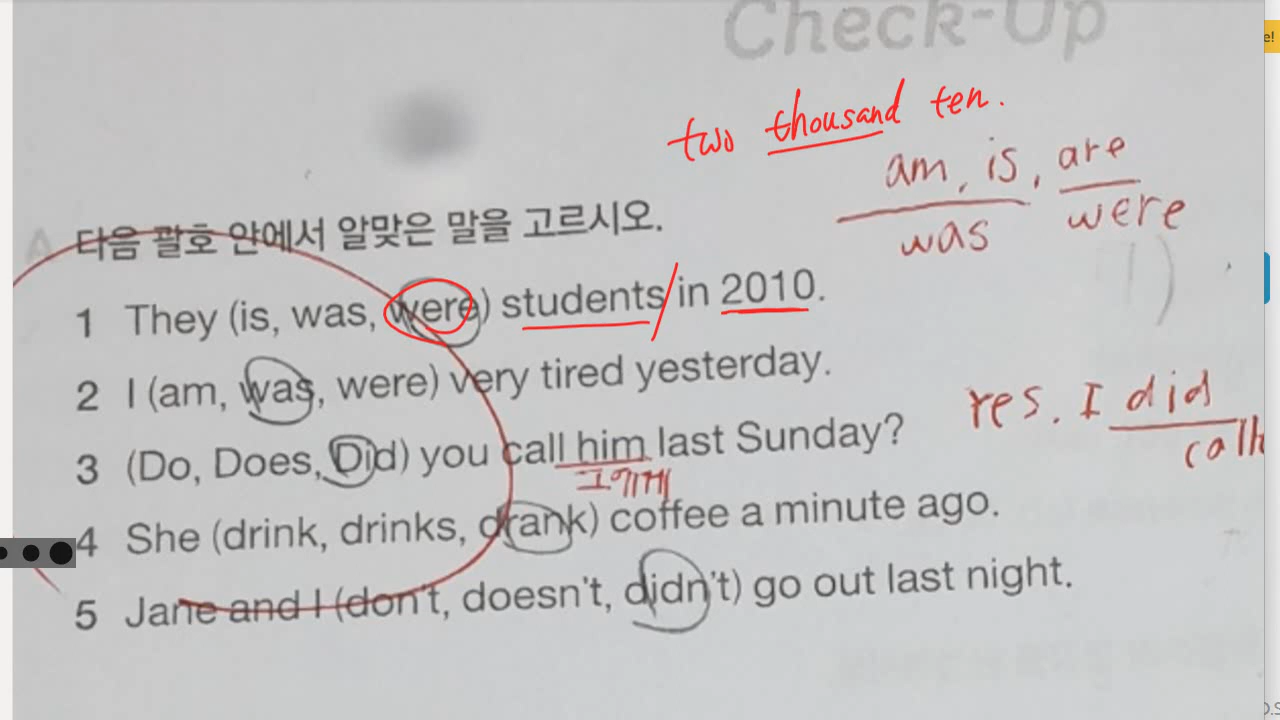 Check-Up
two thousand ten.
am, is, are
was were
A 다음 괄호 안에서 알맞은 말을 고르시오.
1 They (is, was, were) students / in 2010.
2 I (am, was, were) very tired yesterday.
3 (Do, Does, Did) you call him last Sunday?
Yes. I did
call
그에게
4 She (drink, drinks, drank) coffee a minute ago.
5 Jane and I (don't, doesn't, didn't) go out last night.
1)
e!